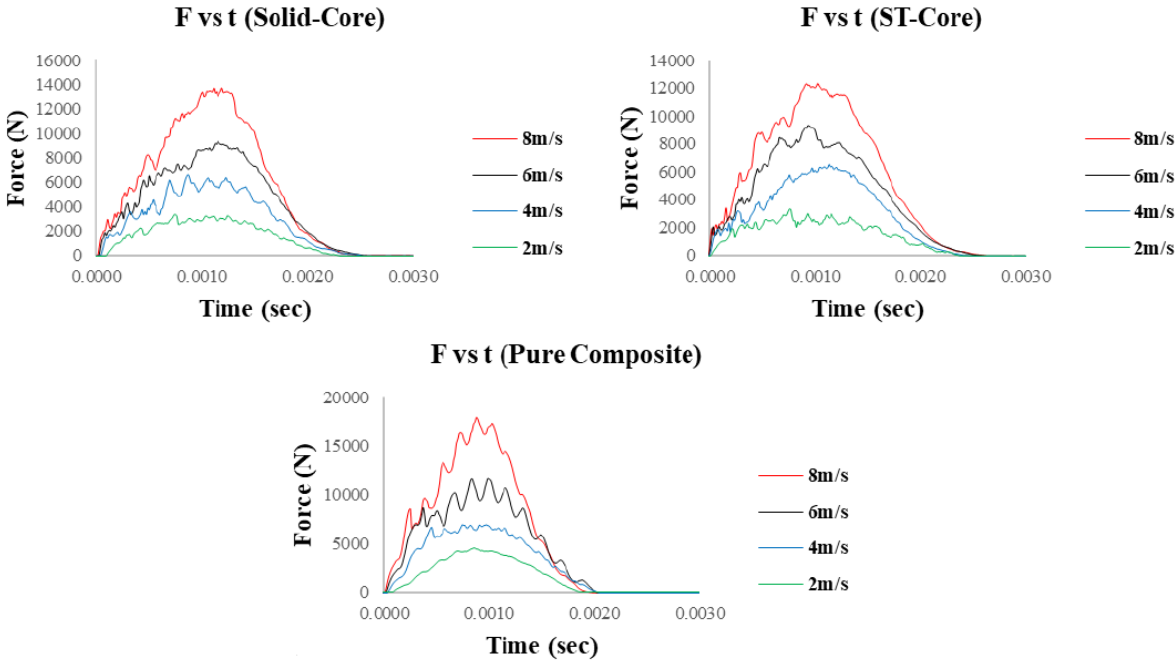 F vs t (Solid-Core)
16000
14000
12000
10000
8000
6000
4000
2000
0
0.0000 0.0010 0.0020 0.0030
Force (N)
Time (sec)
8m/s
6m/s
4m/s
2m/s
F vs t (ST-Core)
14000
12000
10000
8000
6000
4000
2000
0
0.0000 0.0010 0.0020 0.0030
Force (N)
Time (sec)
8m/s
6m/s
4m/s
2m/s
F vs t (Pure Composite)
20000
15000
10000
5000
0
0.0000 0.0010 0.0020 0.0030
Force (N)
Time (sec)
8m/s
6m/s
4m/s
2m/s